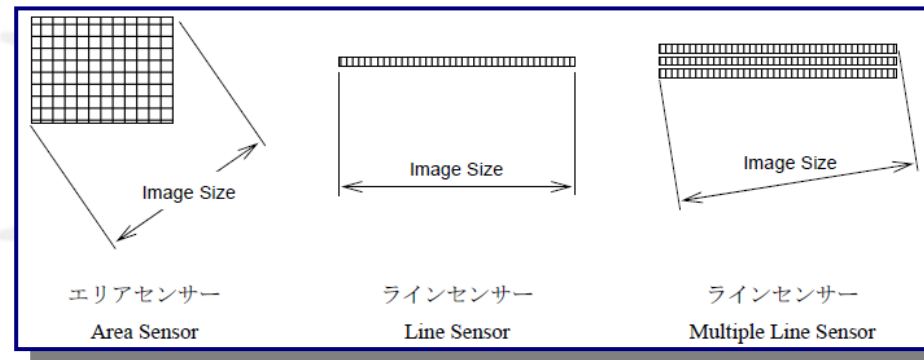 Image Size
Image Size
Image Size
エリアセンサー
Area Sensor
ラインセンサー
Line Sensor
ラインセンサー
Multiple Line Sensor